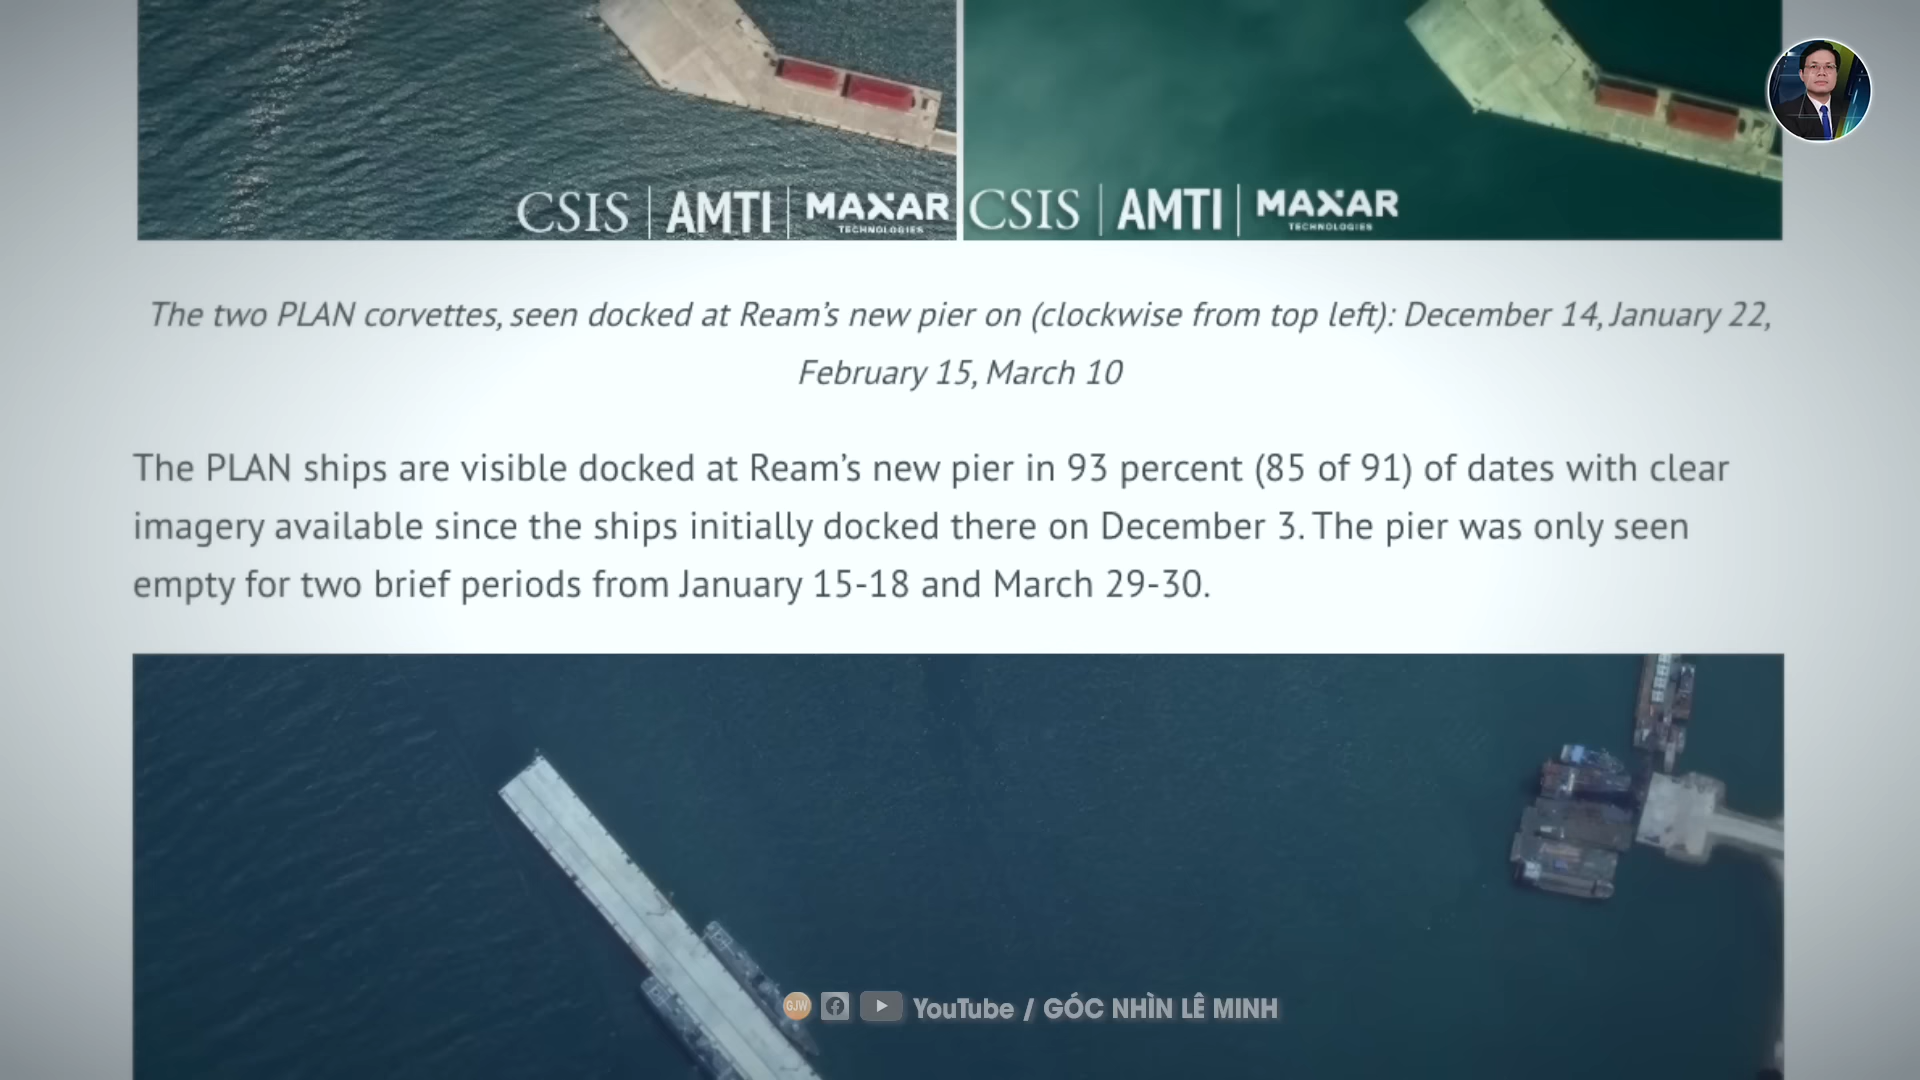 CSIS | AMTI | MAXAR TECHNOLOGIES
CSIS | AMTI | MAXAR TECHNOLOGIES
The two PLAN corvettes, seen docked at Ream’s new pier on (clockwise from top left): December 14, January 22,
February 15, March 10
The PLAN ships are visible docked at Ream’s new pier in 93 percent (85 of 91) of dates with clear
imagery available since the ships initially docked there on December 3. The pier was only seen
empty for two brief periods from January 15-18 and March 29-30.
GJW YouTube / GÓC NHÌN LÊ MINH